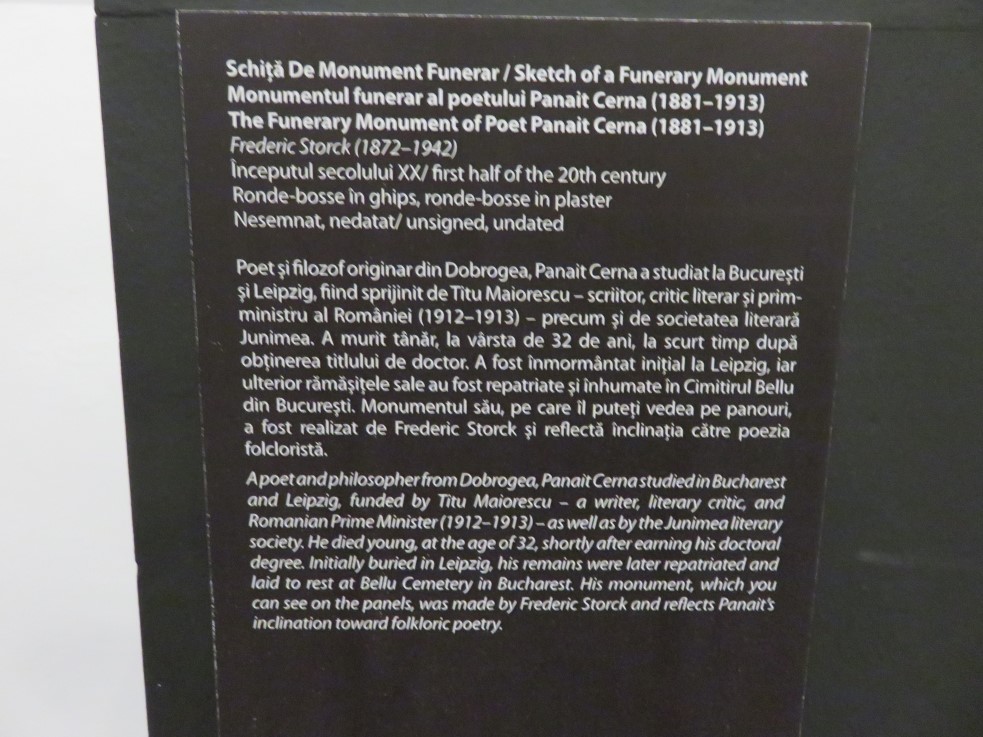 Schiță De Monument Funerar / Sketch of a Funerary Monument
Monumentul funerar al poetului Panait Cerna (1881–1913)
The Funerary Monument of Poet Panait Cerna (1881–1913)
Frederic Storck (1872–1942)
Începutul secolului XX/ first half of the 20th century
Ronde-bosse în ghips, ronde-bosse in plaster
Nesemnat, nedatat/ unsigned, undated
Poet și filozof originar din Dobrogea, Panait Cerna a studiat la București
și Leipzig, fiind sprijinit de Titu Maiorescu – scriitor, critic literar și prim-
ministru al României (1912–1913) – precum și de societatea literară
Junimea. A murit tânăr, la vârsta de 32 de ani, la scurt timp după
obținerea titlului de doctor. A fost înmormântat inițial la Leipzig, iar
ulterior rămășițele sale au fost repatriate și inhumate în Cimitirul Bellu
din București. Monumentul său, pe care îl puteți vedea pe panouri,
a fost realizat de Frederic Storck și reflectă înclinația către poezia
folcloristă.
A poet and philosopher from Dobrogea, Panait Cerna studied in Bucharest
and Leipzig, funded by Titu Maiorescu – a writer, literary critic, and
Romanian Prime Minister (1912–1913) – as well as by the Junimea literary
society. He died young, at the age of 32, shortly after earning his doctoral
degree. Initially buried in Leipzig, his remains were later repatriated and
laid to rest at Bellu Cemetery in Bucharest. His monument, which you
can see on the panels, was made by Frederic Storck and reflects Panait's
inclination toward folkloric poetry.